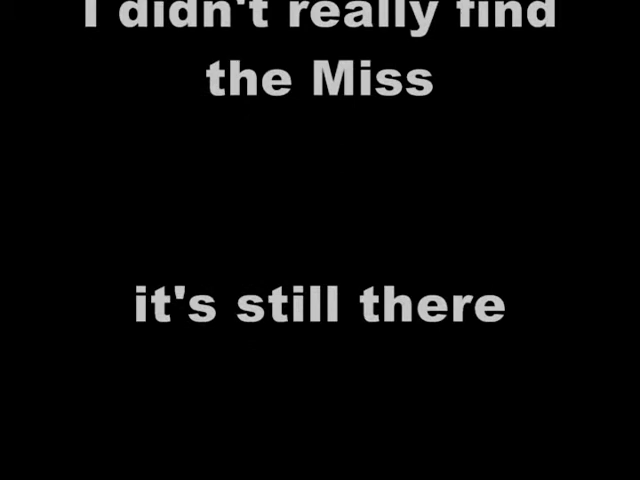 I didn't really find
the Miss
it's still there